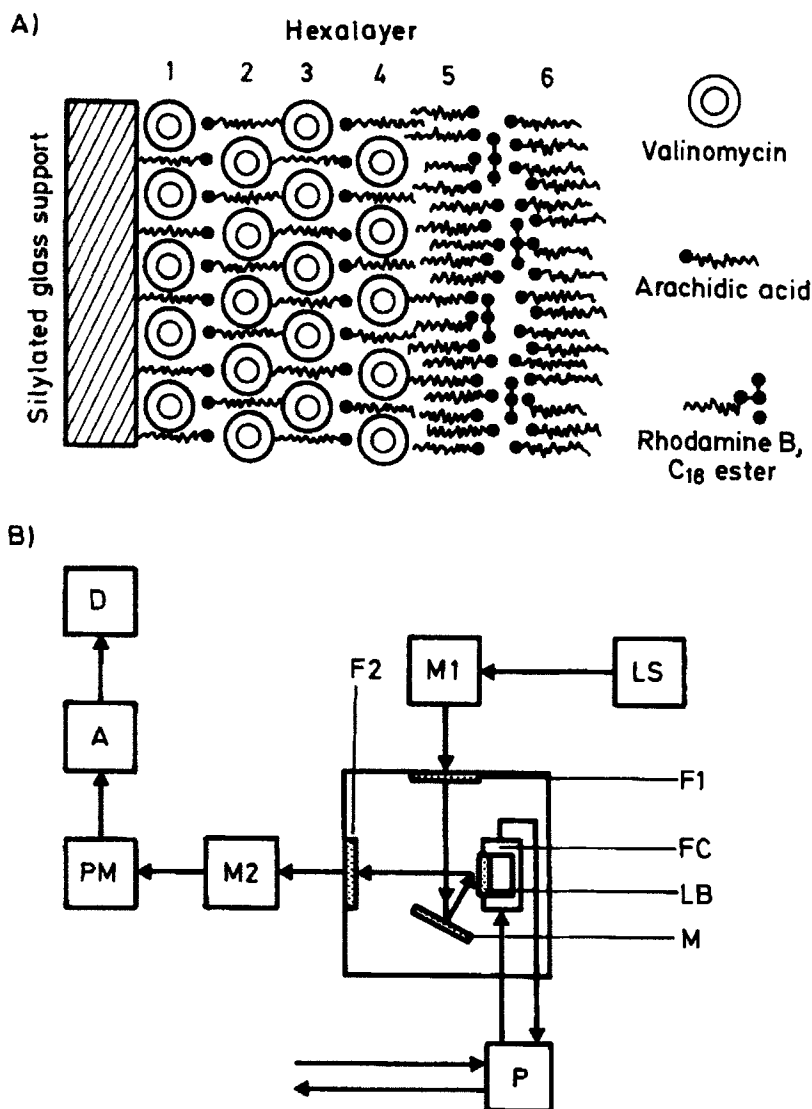 A)
Hexalayer
1 2 3 4 5 6
Silylated glass support
Valinomycin
Arachidic acid
Rhodamine B,
C₁₈ ester
B)
D
F2
M1
LS
A
F1
PM
M2
FC
LB
M
P